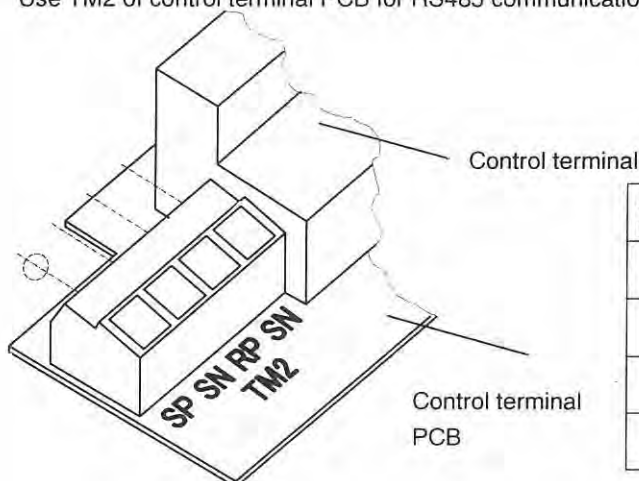 Use TM2 of control terminal PCB for RS485 communicatio
Control terminal
SP SN RP SN
TM2
Control terminal
PCB